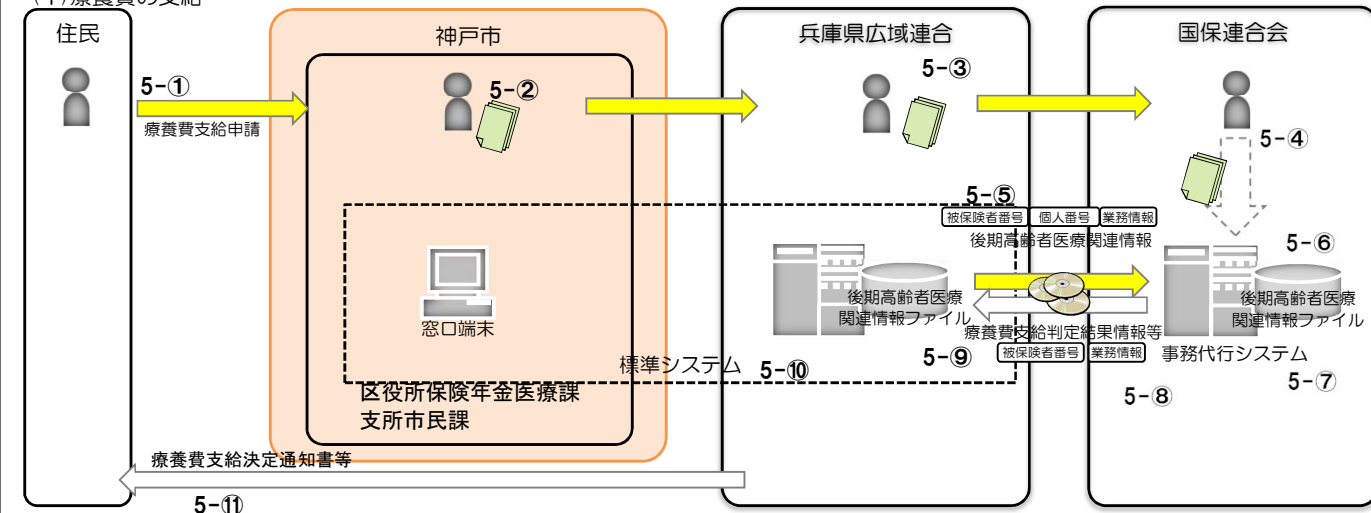 住民
神戸市
兵庫県広域連合
国保連合会
5-①
療養費支給申請
5-②
5-③
5-④
5-⑤
被保険者番号 個人番号 業務情報
後期高齢者医療関連情報
5-⑥
窓口端末
後期高齢者医療
関連情報ファイル
後期高齢者医療
関連情報ファイル
療養費支給判定結果情報等
被保険者番号 業務情報
事務代行システム
標準システム
5-⑩
5-⑨
5-⑧
5-⑦
区役所保険年金医療課
支所市民課
療養費支給決定通知書等
5-⑪